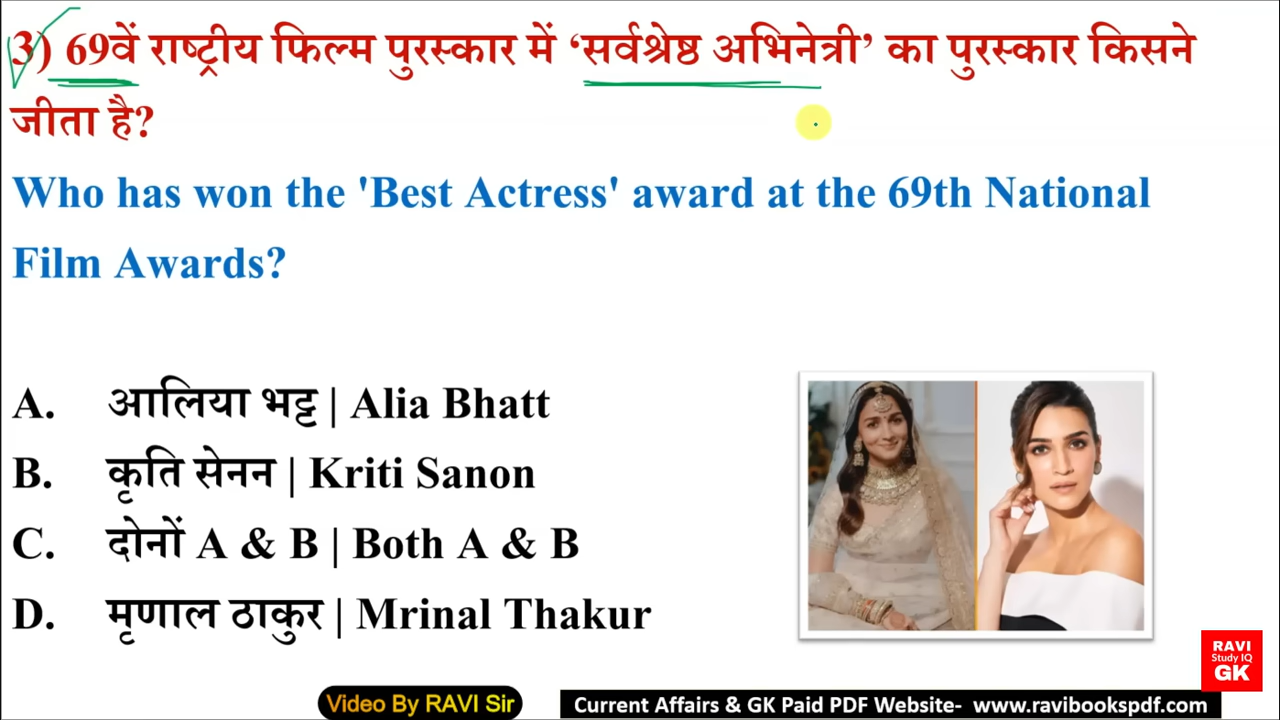 3) 69वें राष्ट्रीय फिल्म पुरस्कार में ‘सर्वश्रेष्ठ अभिनेत्री’ का पुरस्कार किसने
जीता है?
Who has won the 'Best Actress' award at the 69th National
Film Awards?
A. आलिया भट्ट | Alia Bhatt
B. कृति सेनन | Kriti Sanon
C. दोनों A & B | Both A & B
D. मृणाल ठाकुर | Mrinal Thakur
RAVI
Study IQ
GK
Video By RAVI Sir
Current Affairs & GK Paid PDF Website- www.ravibookspdf.com